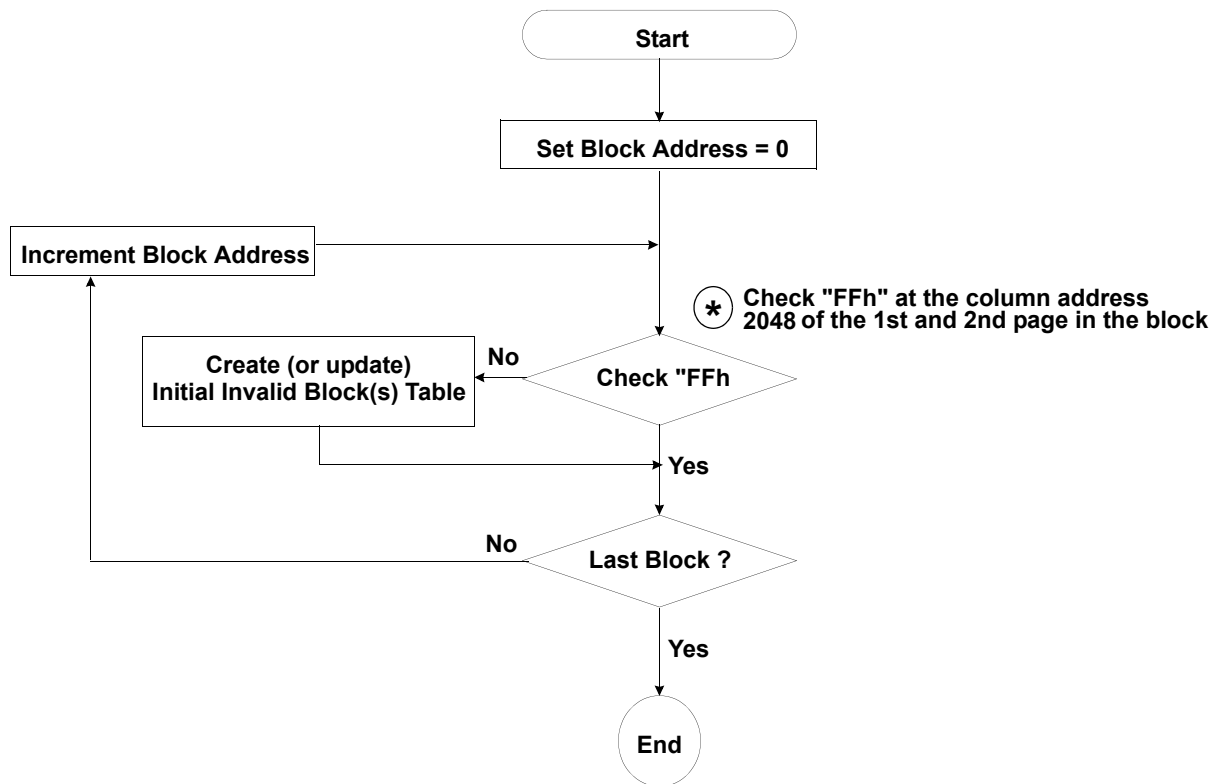 Start
Set Block Address = 0
Increment Block Address
* Check "FFh" at the column address
2048 of the 1st and 2nd page in the block
No
Create (or update)
Initial Invalid Block(s) Table
Check "FFh
Yes
No
Last Block ?
Yes
End